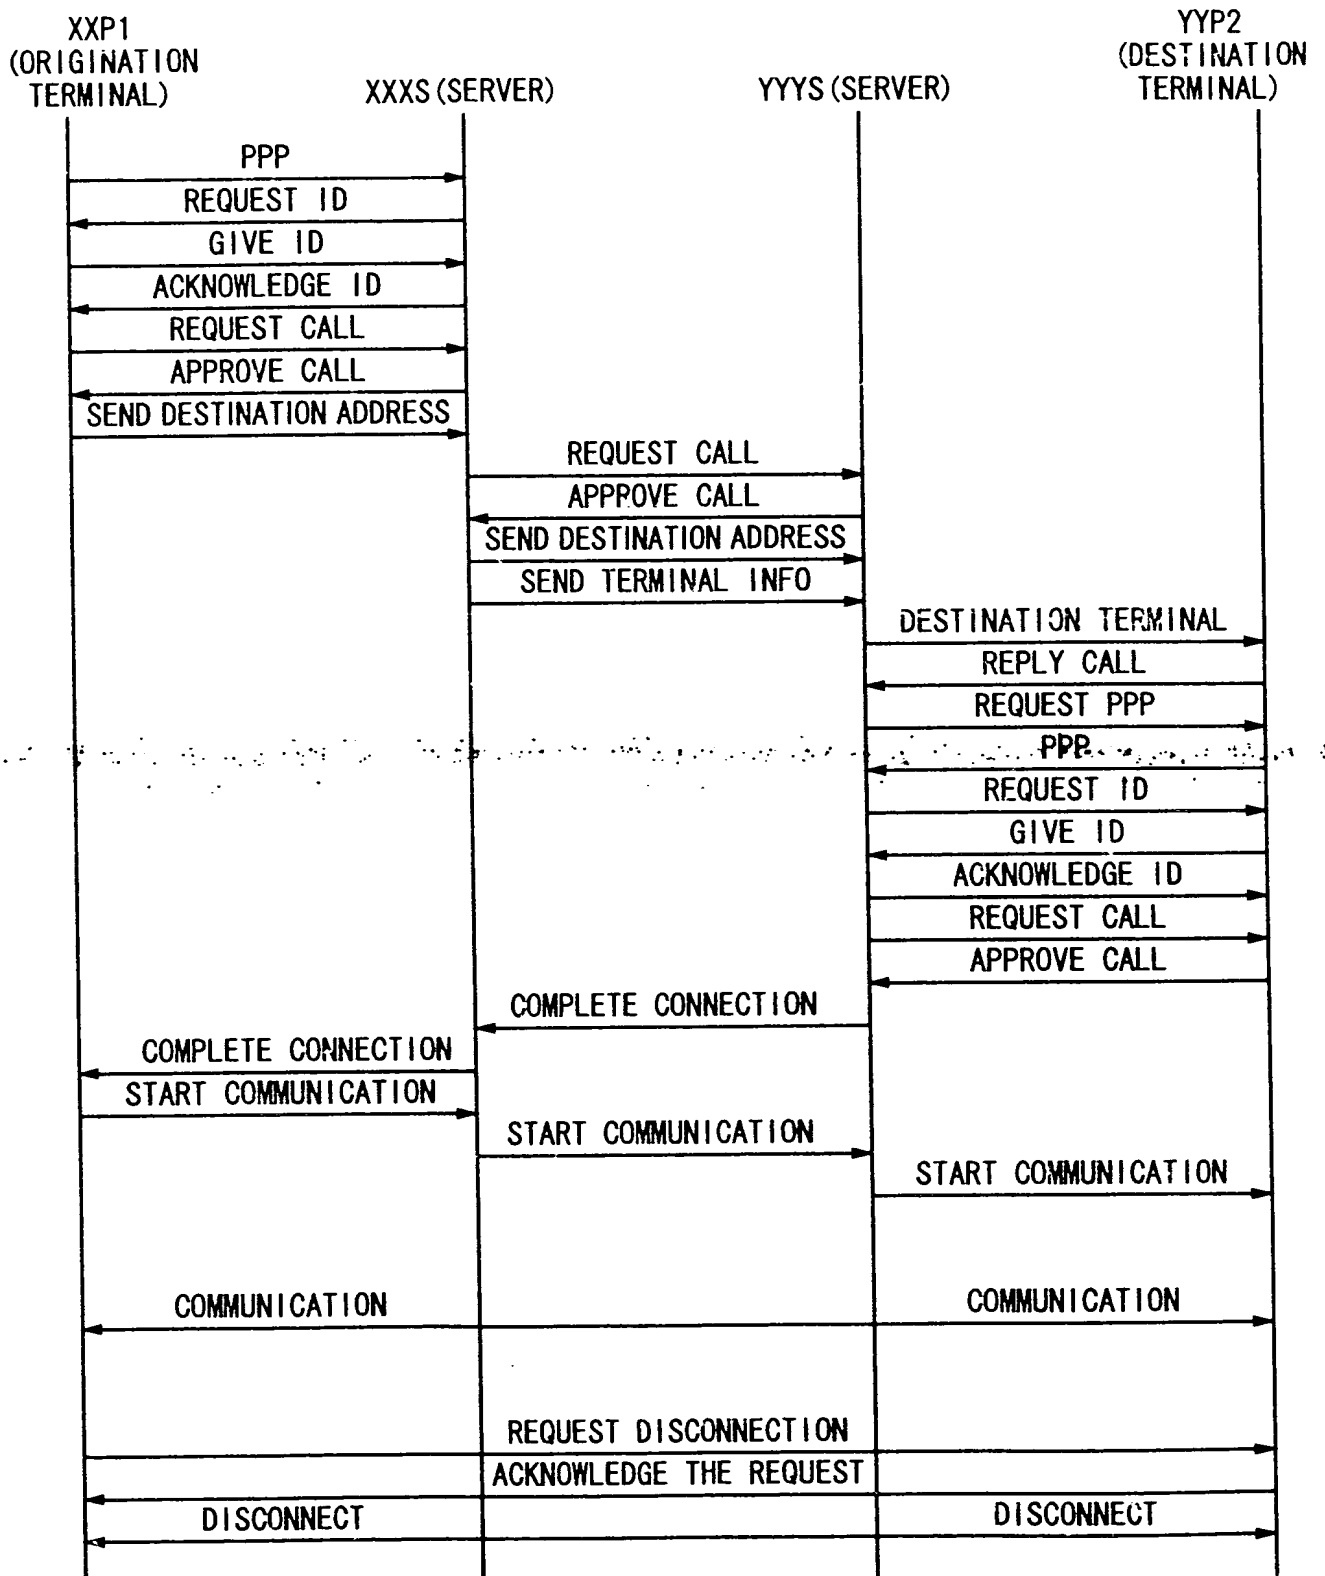 XXP1
(ORIGINATION
TERMINAL)
XXXS (SERVER)
YYYS (SERVER)
YYP2
(DESTINATION
TERMINAL)
PPP
REQUEST ID
GIVE ID
ACKNOWLEDGE ID
REQUEST CALL
APPROVE CALL
SEND DESTINATION ADDRESS
REQUEST CALL
APPROVE CALL
SEND DESTINATION ADDRESS
SEND TERMINAL INFO
DESTINATION TERMINAL
REPLY CALL
REQUEST PPP
PPP
REQUEST ID
GIVE ID
ACKNOWLEDGE ID
REQUEST CALL
APPROVE CALL
COMPLETE CONNECTION
COMPLETE CONNECTION
START COMMUNICATION
START COMMUNICATION
START COMMUNICATION
COMMUNICATION
COMMUNICATION
REQUEST DISCONNECTION
ACKNOWLEDGE THE REQUEST
DISCONNECT
DISCONNECT